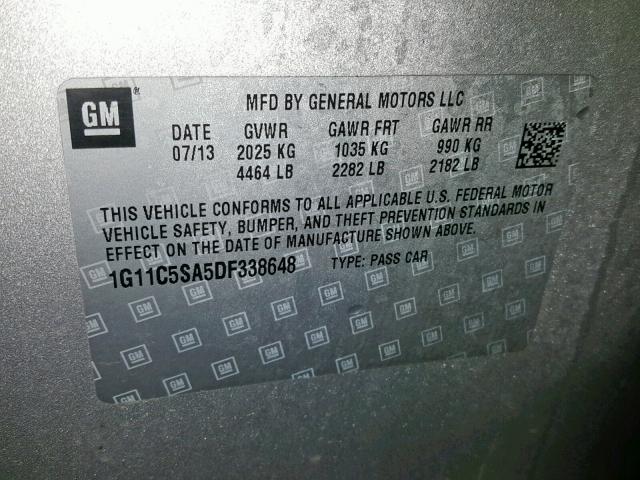 GM
MFD BY GENERAL MOTORS LLC
DATE GVWR GAWR FRT GAWR RR
07/13 2025 KG 1035 KG 990 KG
4464 LB 2282 LB 2182 LB
THIS VEHICLE CONFORMS TO ALL APPLICABLE U.S. FEDERAL MOTOR
VEHICLE SAFETY, BUMPER, AND THEFT PREVENTION STANDARDS IN
EFFECT ON THE DATE OF MANUFACTURE SHOWN ABOVE.
1G11C5SA5DF338648 TYPE: PASS CAR